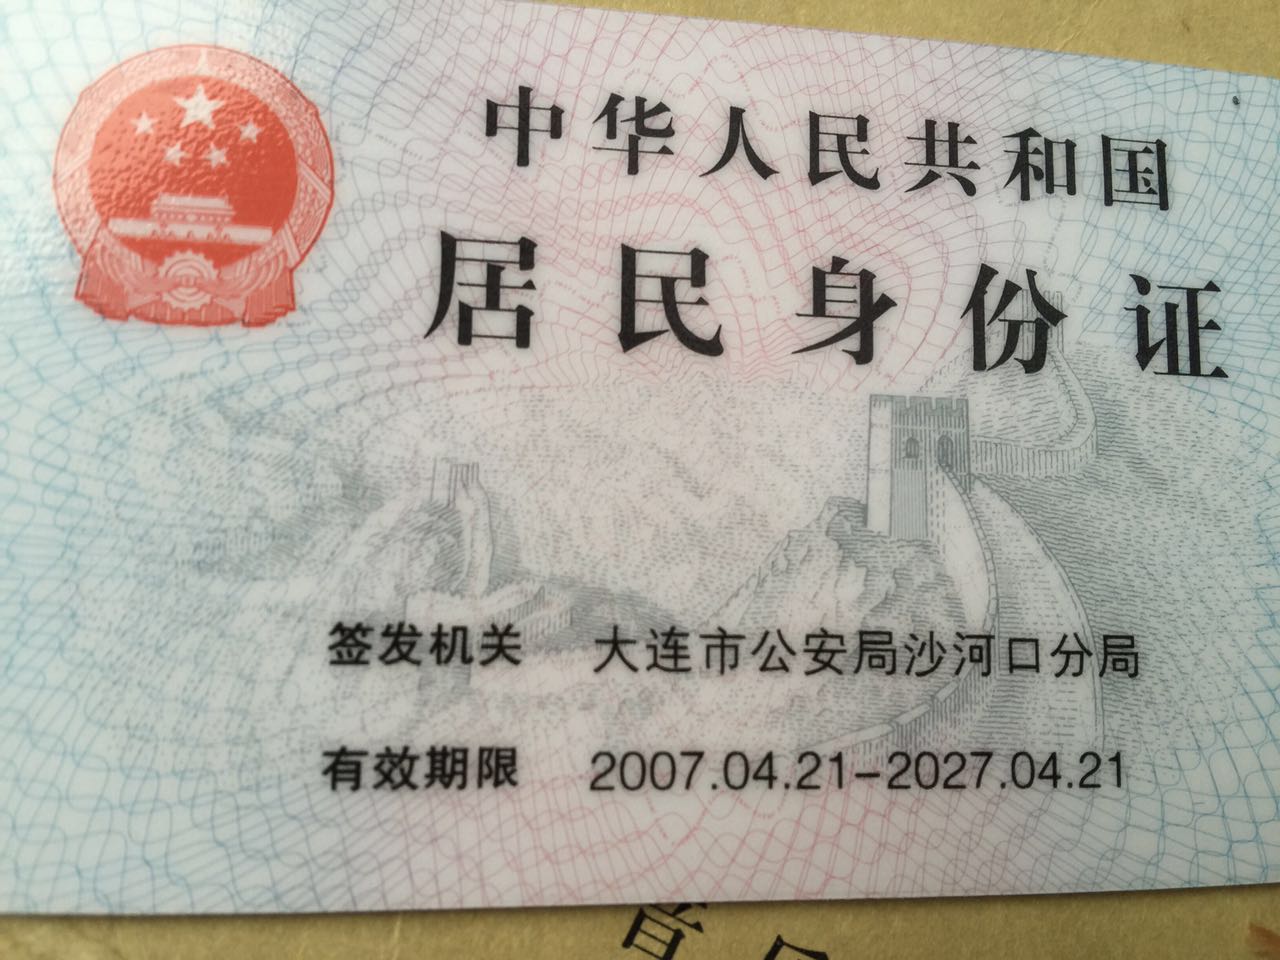 中华人民共和国
居民身份证
签发机关 大连市公安局沙河口分局
有效期限 2007.04.21-2027.04.21
音